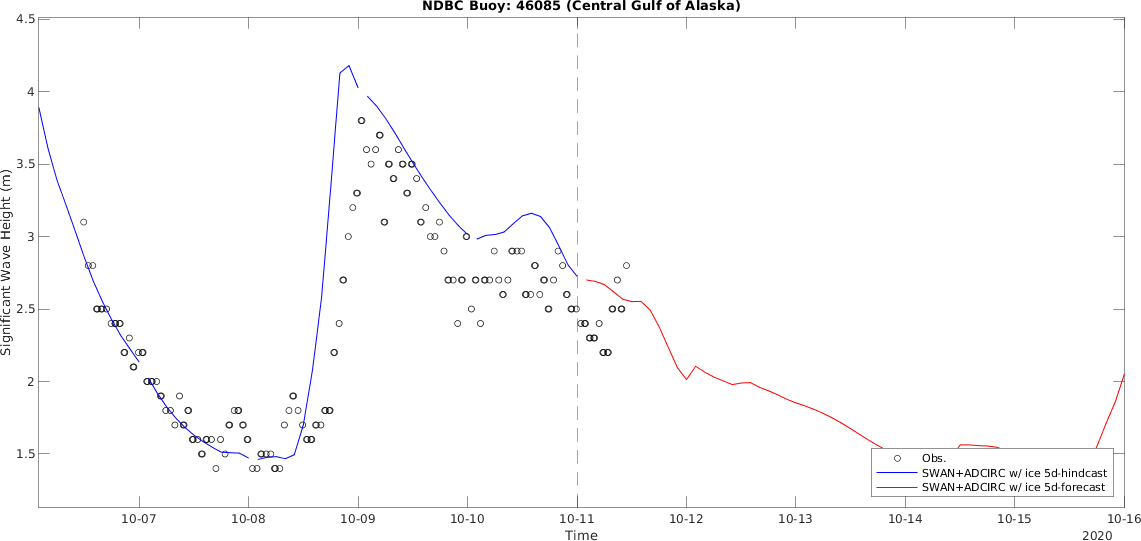 NDBC Buoy: 46085 (Central Gulf of Alaska)
4.5
4
3.5
3
2.5
2
1.5
Significant Wave Height (m)
Obs.
SWAN+ADCIRC w/ ice 5d-hindcast
SWAN+ADCIRC w/ ice 5d-forecast
10-07 10-08 10-09 10-10 10-11 10-12 10-13 10-14 10-15 10-16
Time
2020